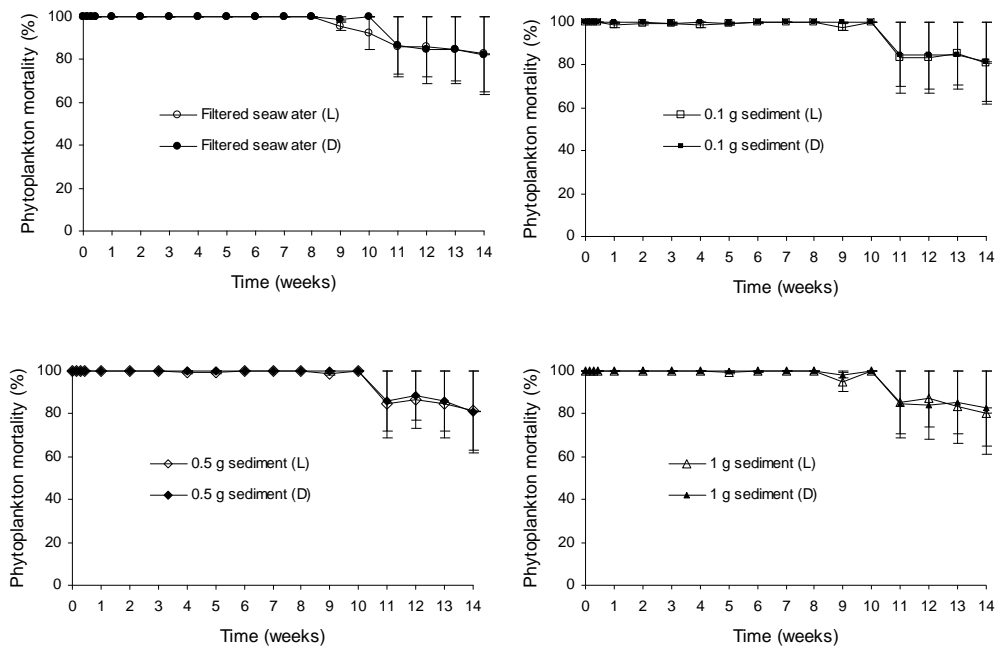 Phytoplankton mortality (%)
100
80
60
40
20
0
Filtered seawater (L)
Filtered seawater (D)
0 1 2 3 4 5 6 7 8 9 10 11 12 13 14
Time (weeks)
Phytoplankton mortality (%)
100
80
60
40
20
0
0.1 g sediment (L)
0.1 g sediment (D)
0 1 2 3 4 5 6 7 8 9 10 11 12 13 14
Time (weeks)
Phytoplankton mortality (%)
100
80
60
40
20
0
0.5 g sediment (L)
0.5 g sediment (D)
0 1 2 3 4 5 6 7 8 9 10 11 12 13 14
Time (weeks)
Phytoplankton mortality (%)
100
80
60
40
20
0
1 g sediment (L)
1 g sediment (D)
0 1 2 3 4 5 6 7 8 9 10 11 12 13 14
Time (weeks)